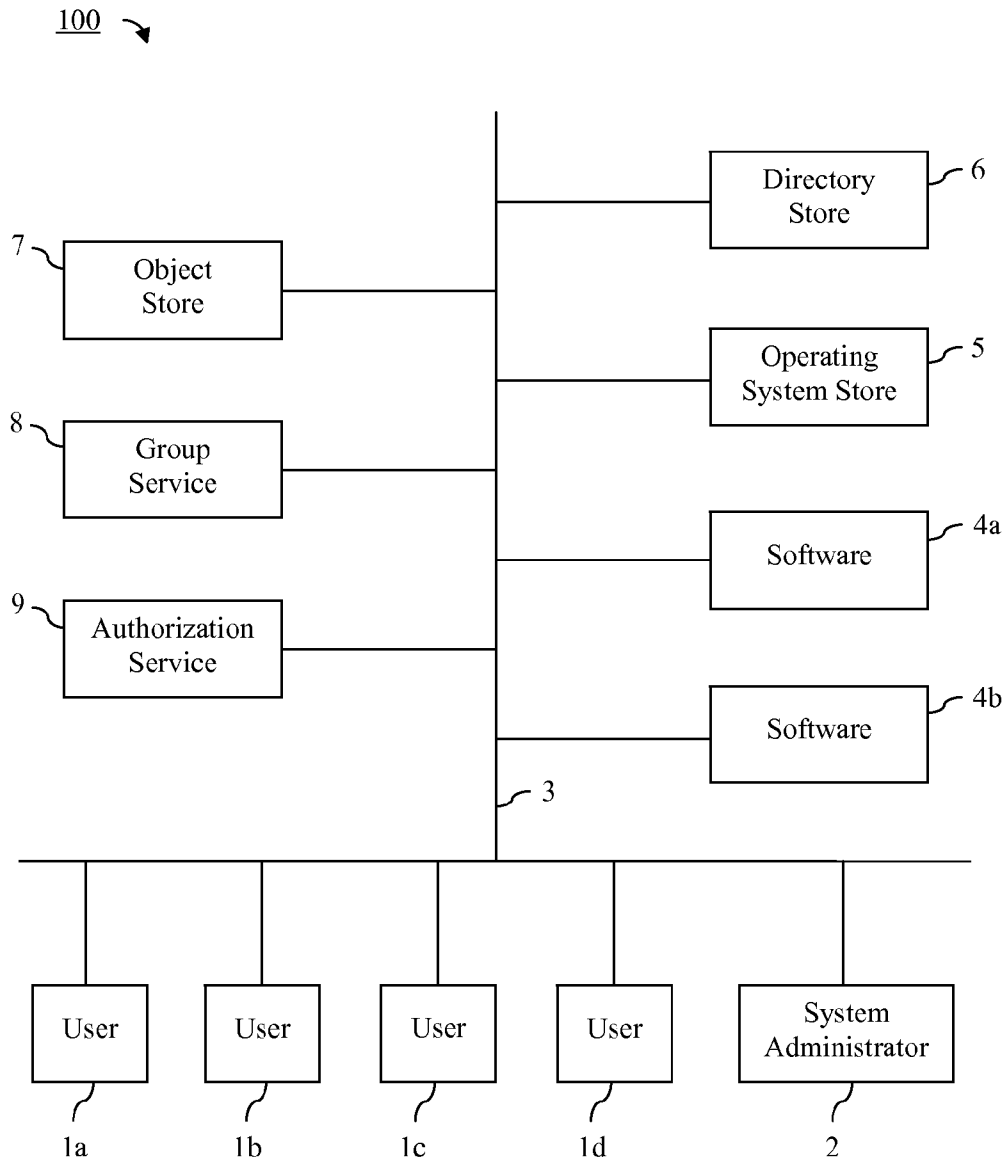 100
6
Directory
Store
7
Object
Store
5
Operating
System Store
8
Group
Service
4a
Software
9
Authorization
Service
4b
Software
3
User
User
User
User
System
Administrator
1a
1b
1c
1d
2